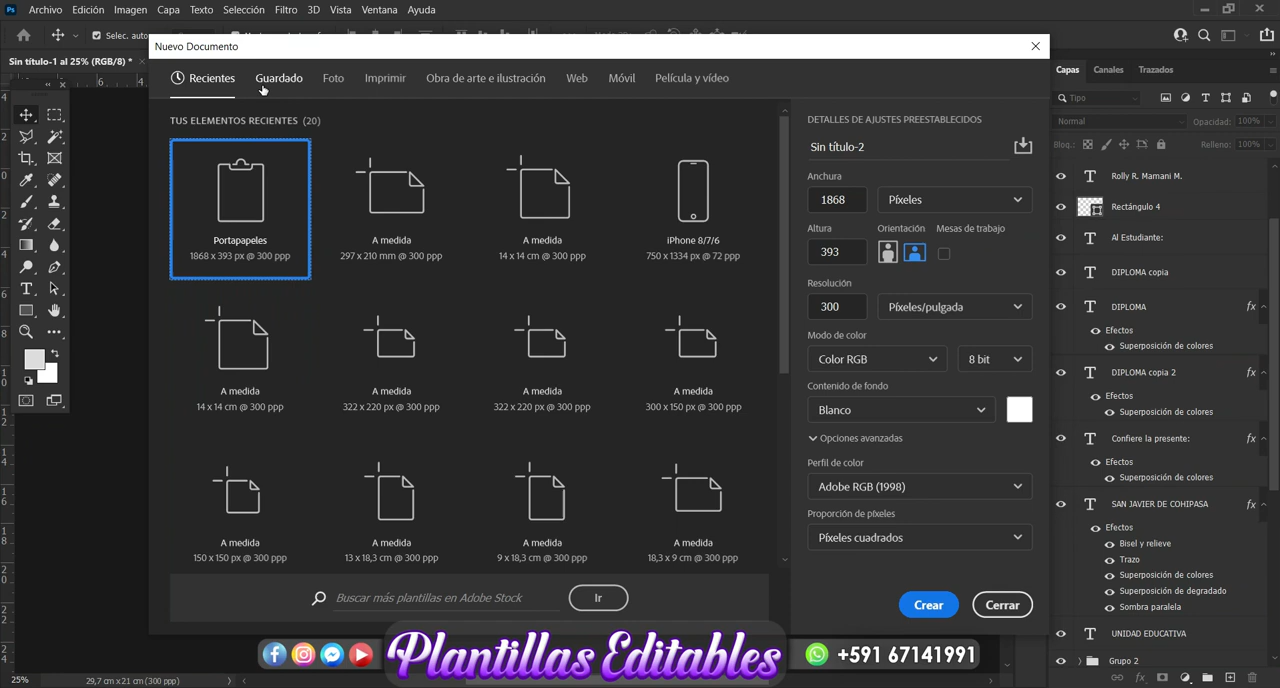 Ps Archivo Edición Imagen Capa Texto Selección Filtro 3D Vista Ventana Ayuda
Select. auto.
Sin título-1 al 25% (RGB/8) *
Nuevo Documento
Recientes Guardado Foto Imprimir Obra de arte e ilustración Web Móvil Película y vídeo
TUS ELEMENTOS RECIENTES (20)
Portapapeles
1868 x 393 px @ 300 ppp
A medida
297 x 210 mm @ 300 ppp
A medida
14 x 14 cm @ 300 ppp
iPhone 8/7/6
750 x 1334 px @ 72 ppp
A medida
14 x 14 cm @ 300 ppp
A medida
322 x 220 px @ 300 ppp
A medida
322 x 220 px @ 300 ppp
A medida
300 x 150 px @ 300 ppp
A medida
150 x 150 px @ 300 ppp
A medida
13 x 18,3 cm @ 300 ppp
A medida
9 x 18,3 cm @ 300 ppp
A medida
18,3 x 9 cm @ 300 ppp
Buscar más plantillas en Adobe Stock
Ir
DETALLES DE AJUSTES PREESTABLECIDOS
Sin título-2
Anchura
1868 Píxeles
Altura Orientación Mesas de trabajo
393
Resolución
300 Píxeles/pulgada
Modo de color
Color RGB 8 bit
Contenido de fondo
Blanco
Opciones avanzadas
Perfil de color
Adobe RGB (1998)
Proporción de píxeles
Píxeles cuadrados
Crear Cerrar
Capas Canales Trazados
Tipo
Normal Opacidad: 100%
Bloq.: Relleno: 100%
Rolly R. Mamani M.
Rectángulo 4
Al Estudiante:
DIPLOMA copia
DIPLOMA fx
Efectos
Superposición de colores
DIPLOMA copia 2 fx
Efectos
Superposición de colores
Confiere la presente: fx
Efectos
Superposición de colores
SAN JAVIER DE COHIPASA fx
Efectos
Bisel y relieve
Trazo
Superposición de colores
Superposición de degradado
Sombra paralela
UNIDAD EDUCATIVA
Grupo 2
Plantillas Editables
+591 67141991
25% 29,7 cm x 21 cm (300 ppp)